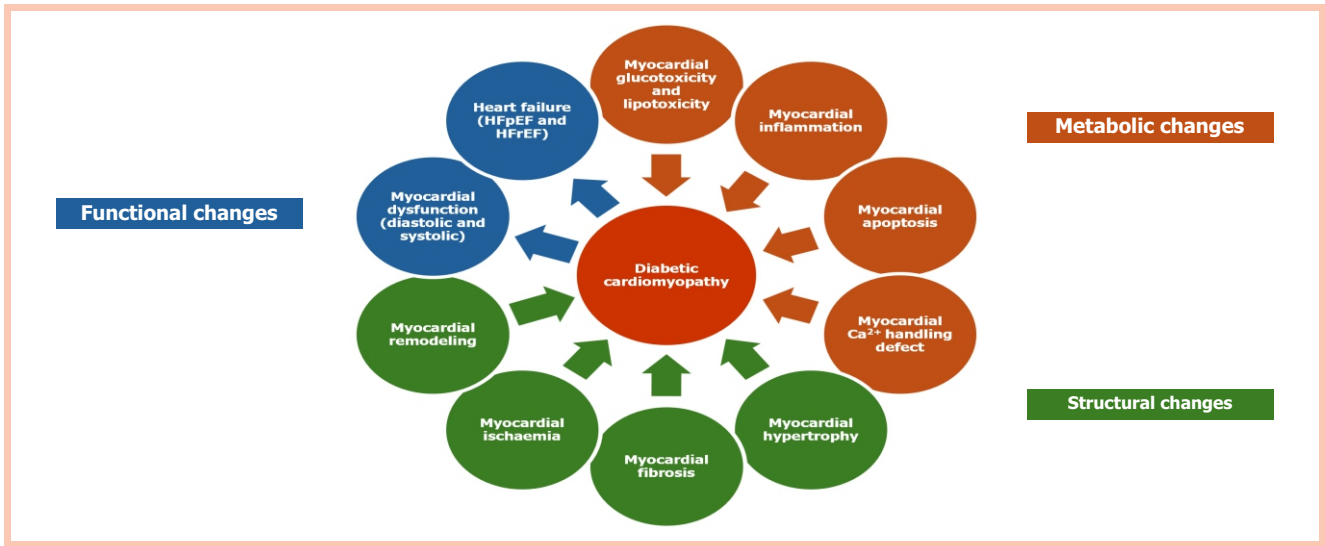 Myocardial
glucotoxicity
and
lipotoxicity
Myocardial
inflammation
Myocardial
apoptosis
Myocardial
Ca²⁺ handling
defect
Myocardial
hypertrophy
Myocardial
fibrosis
Myocardial
ischaemia
Myocardial
remodeling
Myocardial
dysfunction
(diastolic and
systolic)
Heart failure
(HFpEF and
HFrEF)
Diabetic
cardiomyopathy
Functional changes
Metabolic changes
Structural changes